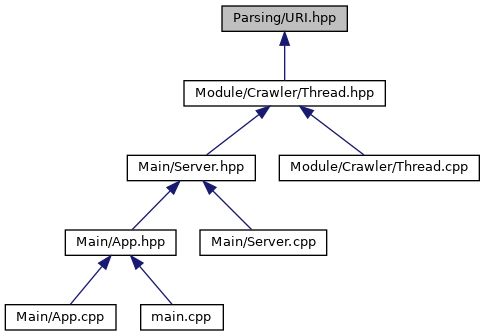 Parsing/URI.hpp
Module/Crawler/Thread.hpp
Main/Server.hpp
Module/Crawler/Thread.cpp
Main/App.hpp
Main/Server.cpp
Main/App.cpp
main.cpp